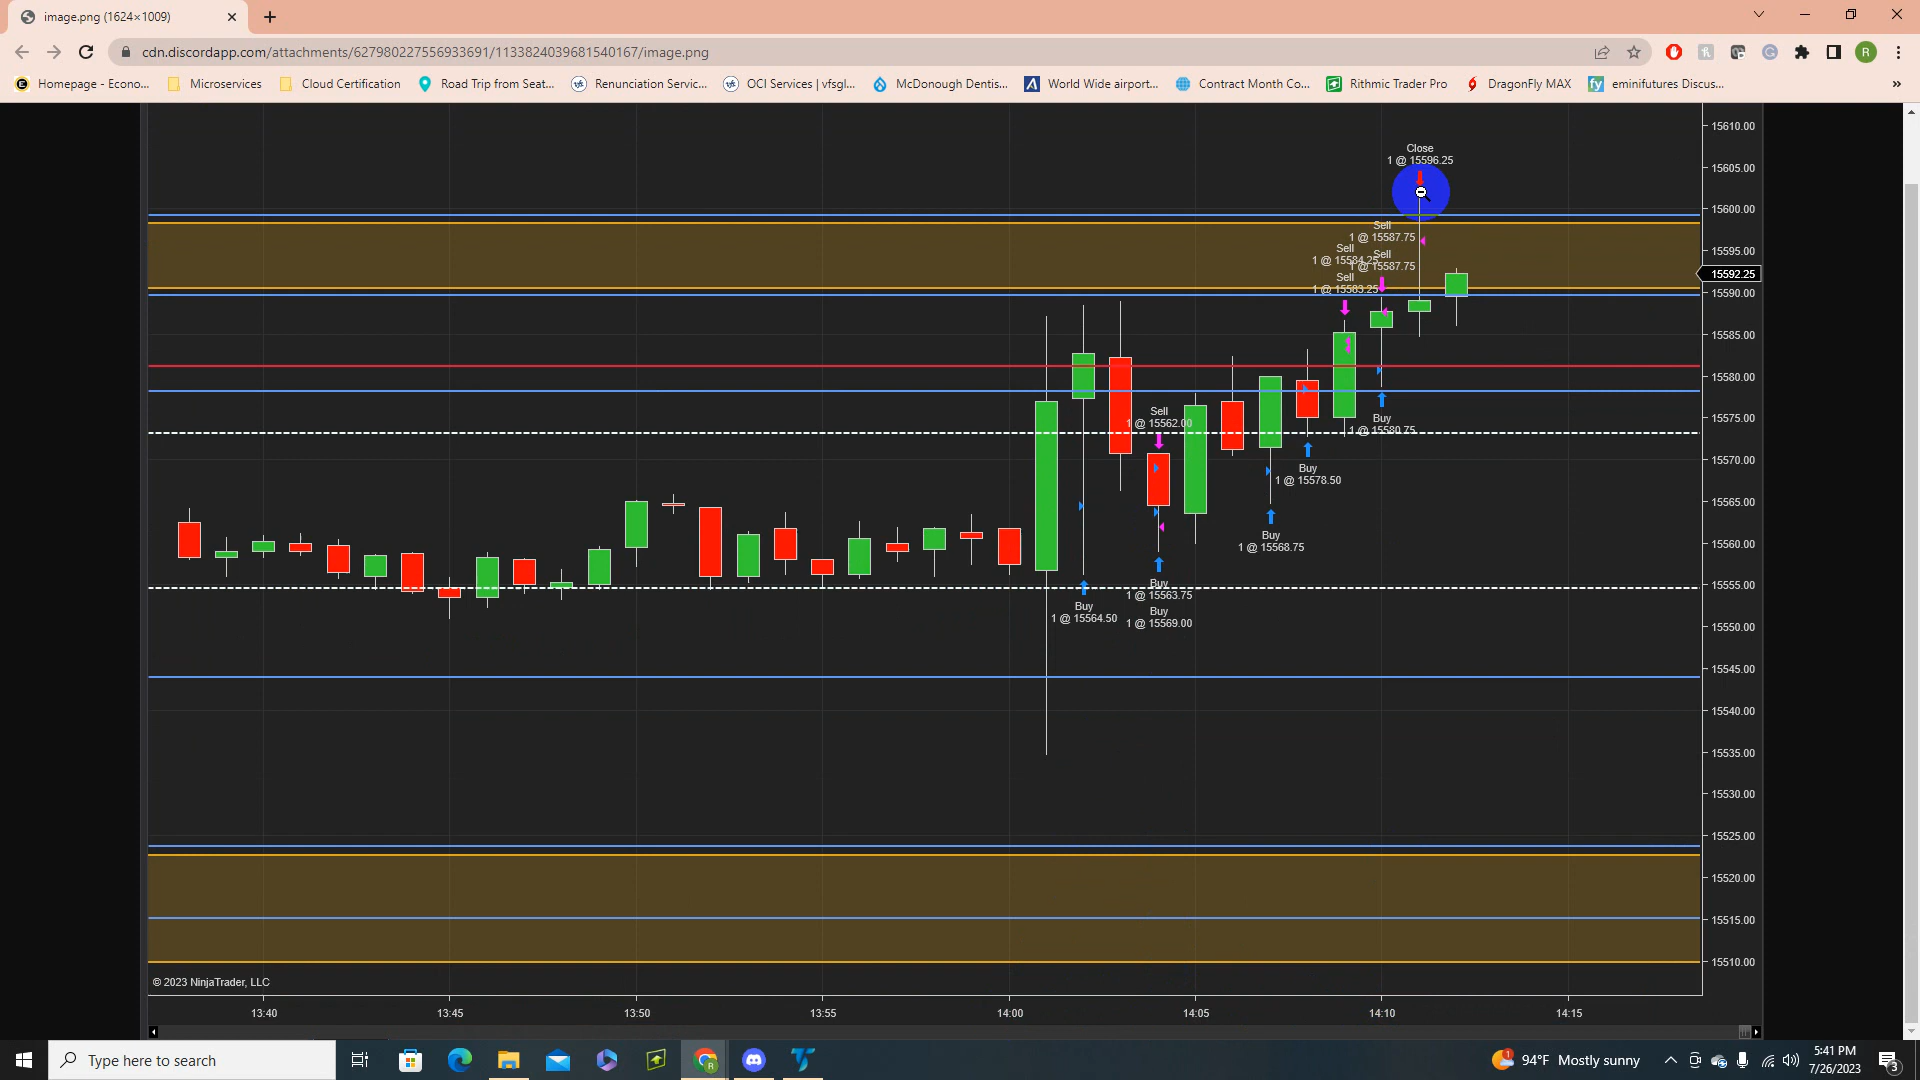 image.png (1624×1009)
cdn.discordapp.com/attachments/627980227556933691/1133824039681540167/image.png
Homepage - Econo...
Microservices
Cloud Certification
Road Trip from Seat...
Renunciation Servic...
OCI Services | vfsgl...
McDonough Dentis...
World Wide airport...
Contract Month Co...
Rithmic Trader Pro
DragonFly MAX
eminifutures Discus...
»
15610.00
Close
1 @ 15596.25
15605.00
15600.00
Sell
1 @ 15587.75
Sell
1 @ 15584.25
Sell
1 @ 15587.75
Sell
1 @ 15583.25
15595.00
15592.25
15590.00
15585.00
15580.00
15575.00
Sell
1 @ 15562.00
Buy
1 @ 15580.75
15570.00
Buy
1 @ 15578.50
15565.00
15560.00
Buy
1 @ 15568.75
15555.00
Buy
1 @ 15564.50
Buy
1 @ 15563.75
Buy
1 @ 15569.00
15550.00
15545.00
15540.00
15535.00
15530.00
15525.00
15520.00
15515.00
15510.00
© 2023 NinjaTrader, LLC
13:40
13:45
13:50
13:55
14:00
14:05
14:10
14:15
Type here to search
94°F Mostly sunny
5:41 PM
7/26/2023